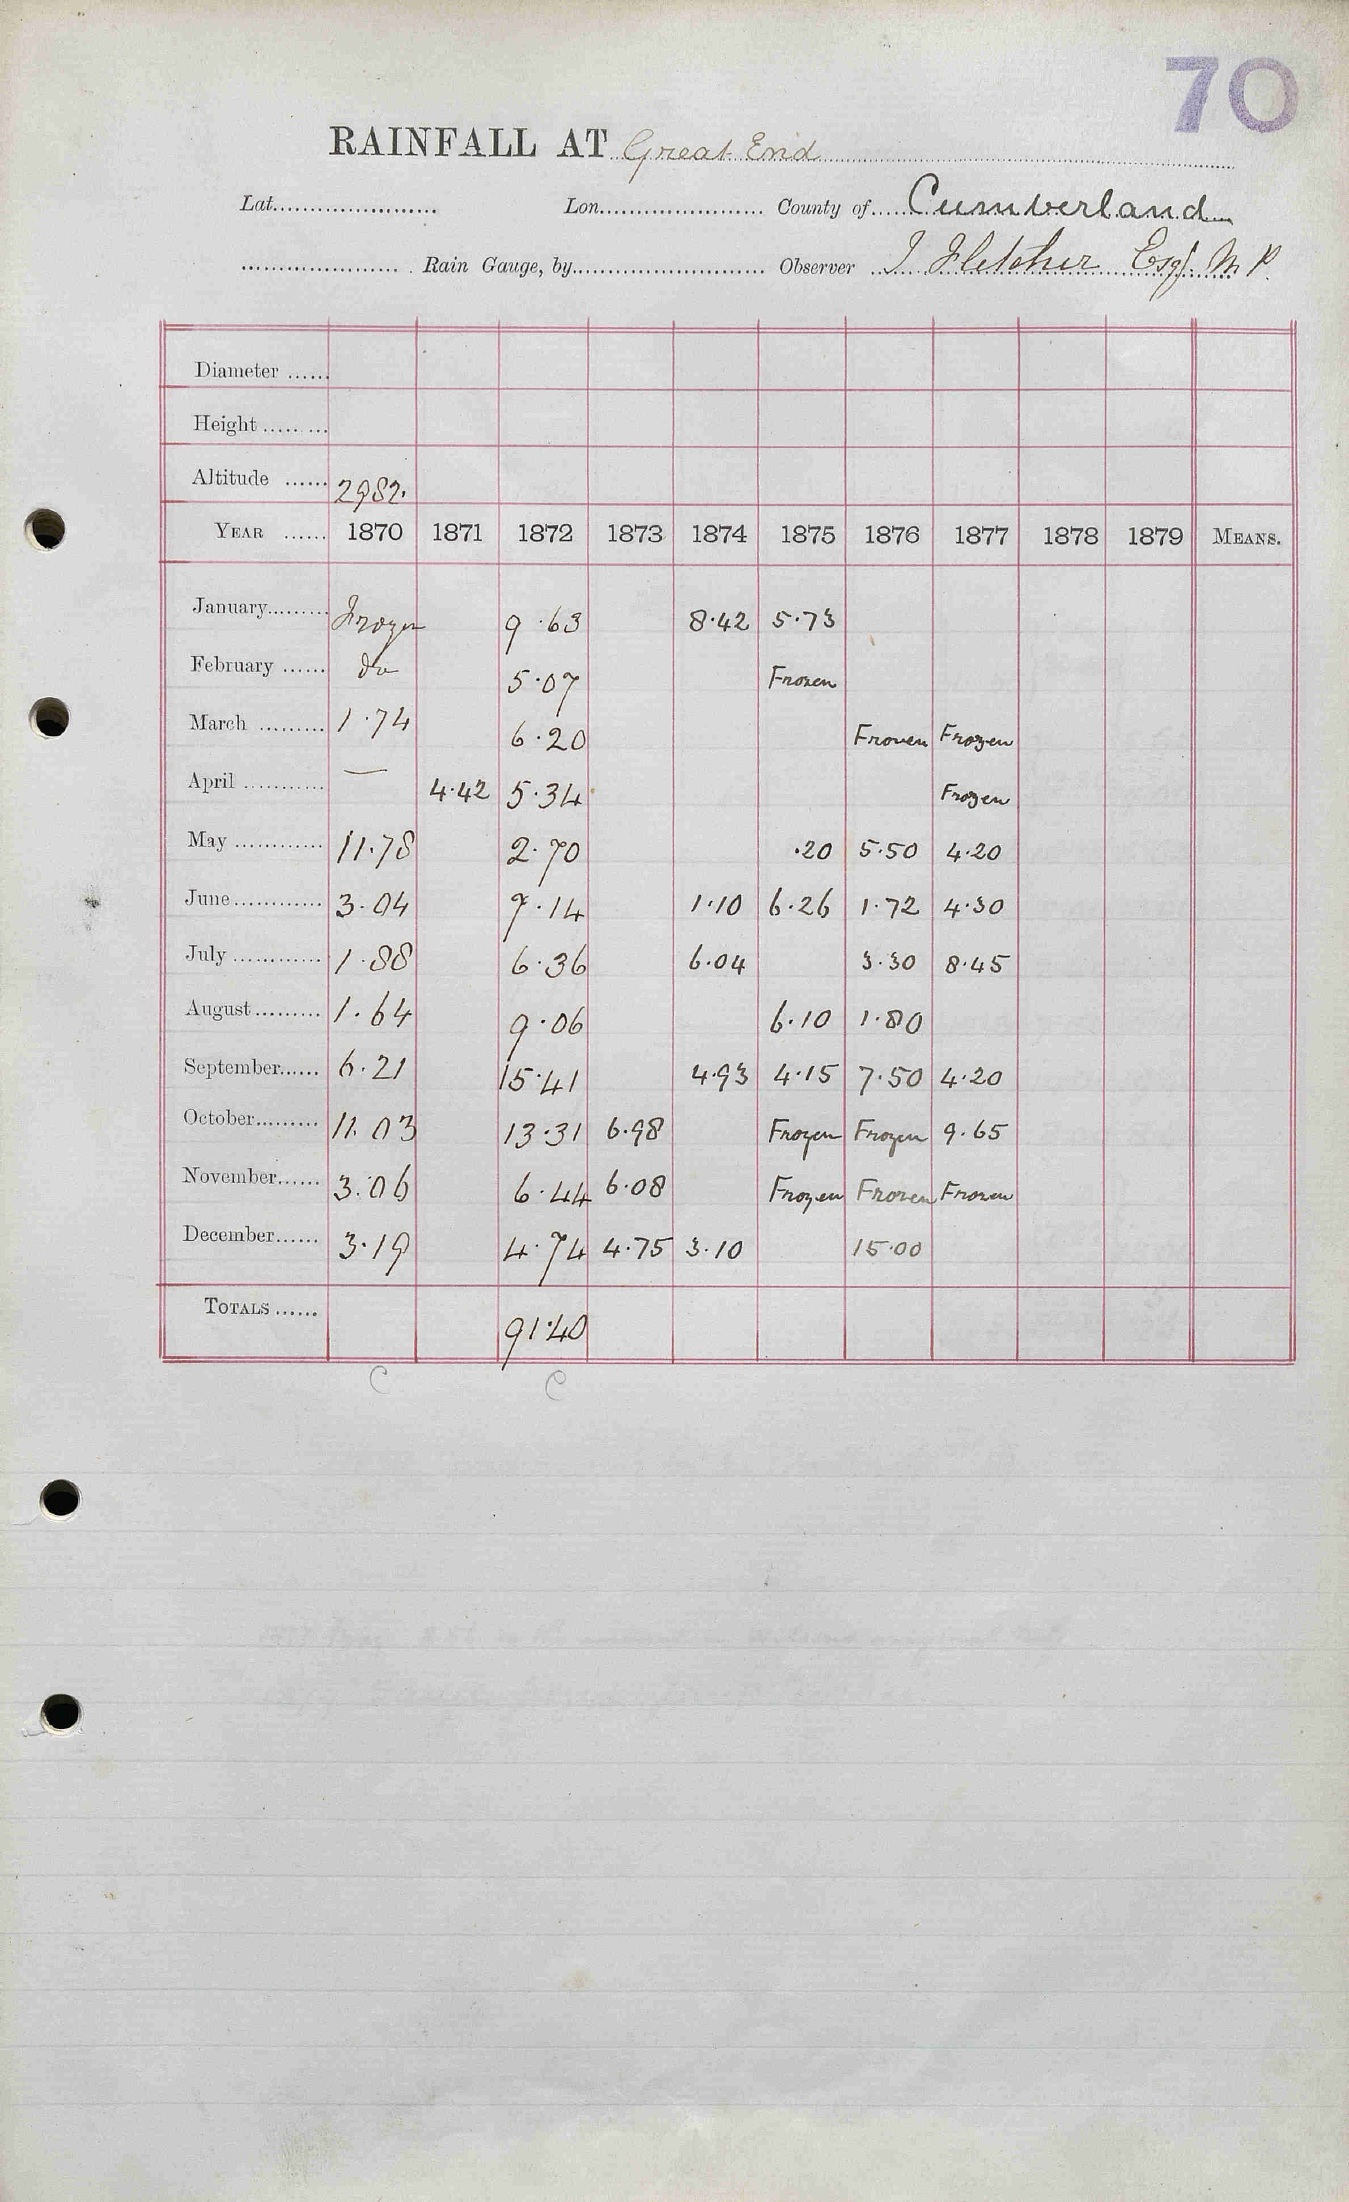 70
RAINFALL AT Great End
Lat. Lon. County of Cumberland
Rain Gauge, by Observer I Fletcher Esq. M P.
Diameter
Height
Altitude 2982.
YEAR 1870 1871 1872 1873 1874 1875 1876 1877 1878 1879 MEANS.
January Frozen 9.63 8.42 5.73
February do 5.07 Frozen
March 1.74 6.20 Frozen Frozen
April — 4.42 5.34 Frozen
May 11.78 2.70 .20 5.50 4.20
June 3.04 7.14 1.10 6.26 1.72 4.30
July 1.88 6.36 6.04 3.30 8.45
August 1.64 9.06 6.10 1.80
September 6.21 15.41 4.93 4.15 7.50 4.20
October 11.03 13.31 6.98 Frozen Frozen 9.65
November 3.06 6.44 6.08 Frozen Frozen Frozen
December 3.19 4.74 4.75 3.10 15.00
TOTALS 91.40
C C